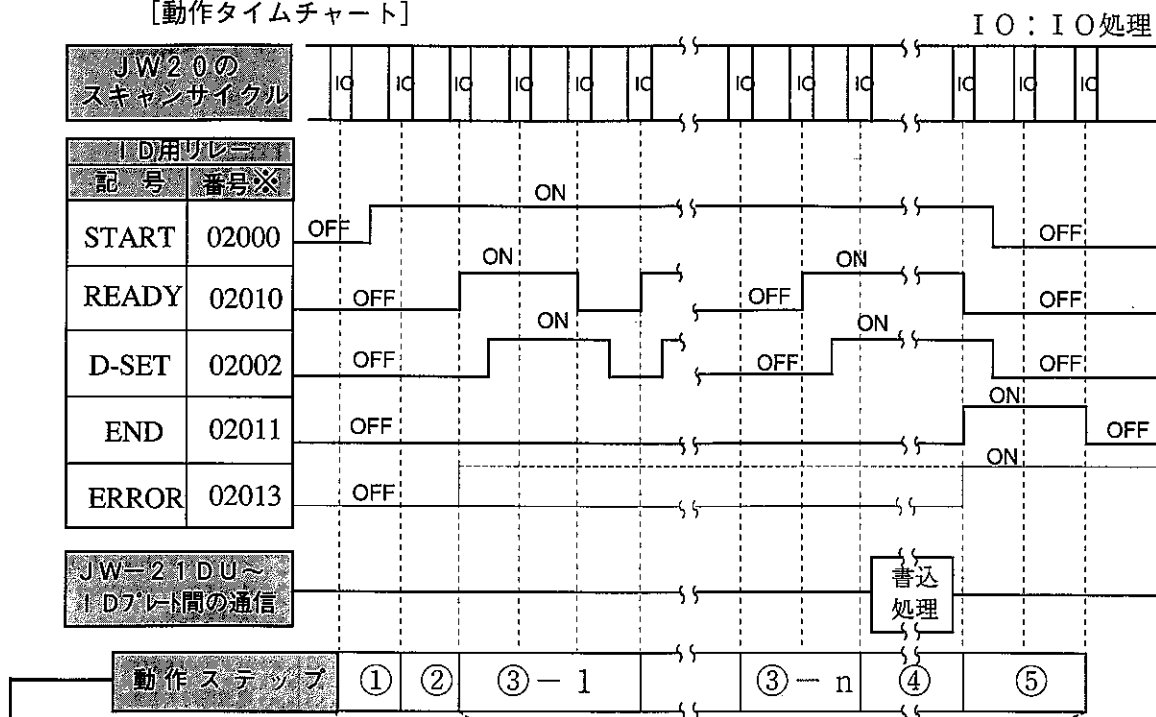 [動作タイムチャート]
IO：IO処理
JW20の
スキャンサイクル
IO IO IO IO IO IO IO IO IO IO IO IO
ID用リレー
記号 番号※
START 02000 OFF ON OFF
READY 02010 OFF ON OFF ON OFF
D-SET 02002 OFF ON OFF ON OFF
END 02011 OFF ON OFF
ERROR 02013 OFF ON
JW－21DU～
IDプレート間の通信
書込
処理
動作ステップ ① ② ③－1 ③－n ④ ⑤